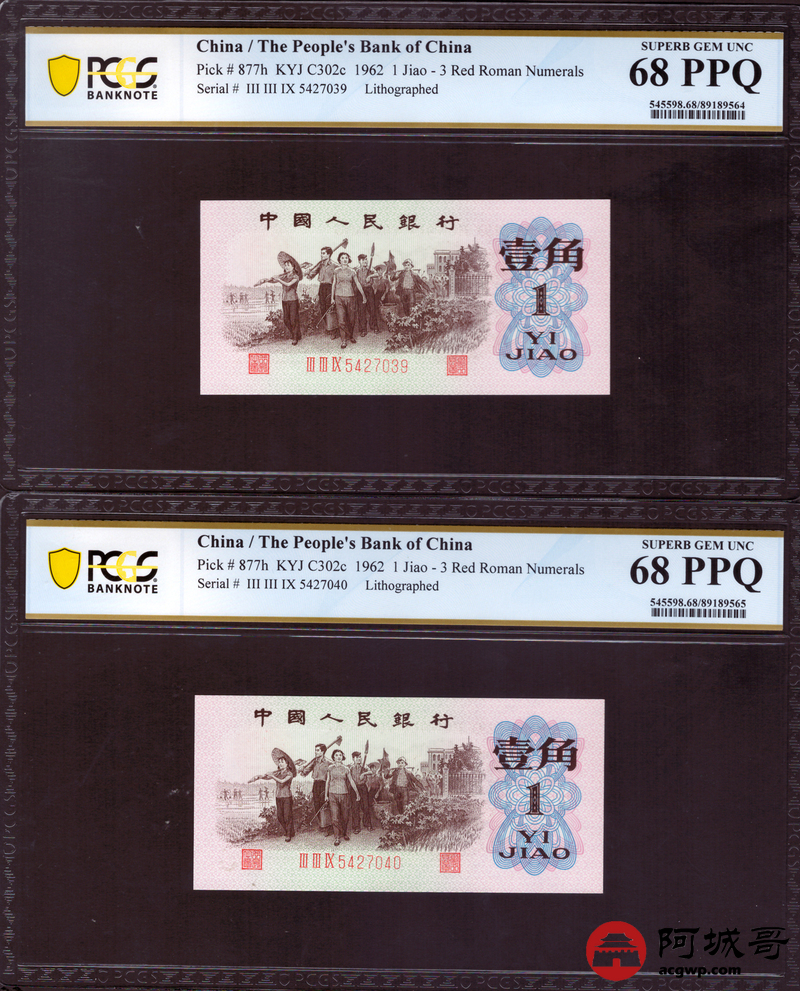 PCGS
BANKNOTE
China / The People's Bank of China
Pick # 877h KYJ C302c 1962 1 Jiao - 3 Red Roman Numerals
Serial # III III IX 5427039 Lithographed
SUPERB GEM UNC
68 PPQ
545598.68/89189564
中國人民銀行
壹角
1
YI
JIAO
III III IX 5427039
PCGS
BANKNOTE
China / The People's Bank of China
Pick # 877h KYJ C302c 1962 1 Jiao - 3 Red Roman Numerals
Serial # III III IX 5427040 Lithographed
SUPERB GEM UNC
68 PPQ
545598.68/89189565
中國人民銀行
壹角
1
YI
JIAO
III III IX 5427040
阿城哥
acgwp.com